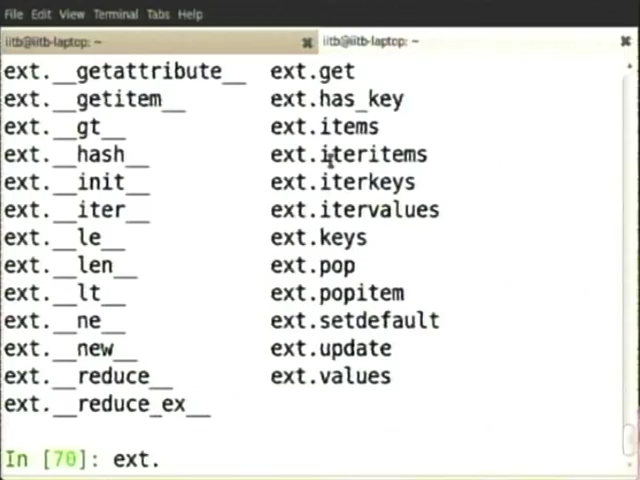 File Edit View Terminal Tabs Help
iitb@iitb-laptop: ~ iitb@iitb-laptop: ~
ext.__getattribute__ ext.get
ext.__getitem__ ext.has_key
ext.__gt__ ext.items
ext.__hash__ ext.iteritems
ext.__init__ ext.iterkeys
ext.__iter__ ext.itervalues
ext.__le__ ext.keys
ext.__len__ ext.pop
ext.__lt__ ext.popitem
ext.__ne__ ext.setdefault
ext.__new__ ext.update
ext.__reduce__ ext.values
ext.__reduce_ex__
In [70]: ext.